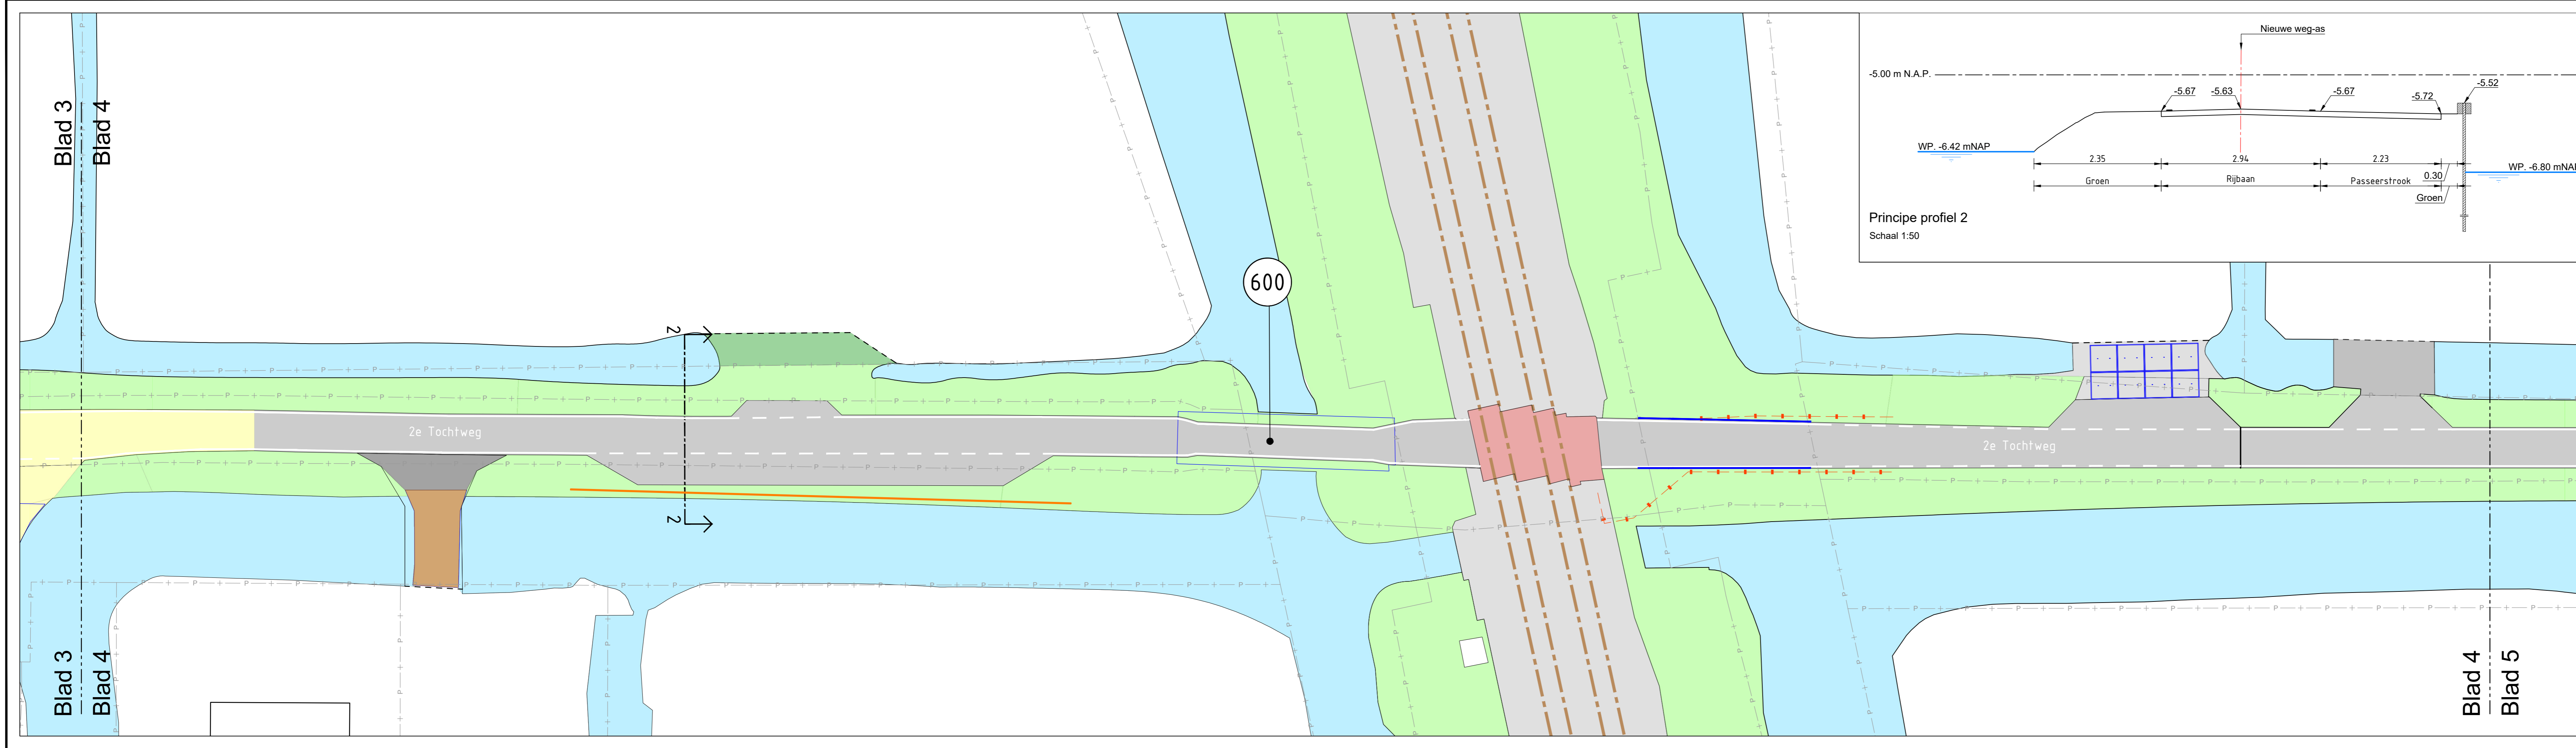 Blad 3
Blad 4
Nieuwe weg-as
-5.00 m N.A.P.
-5.67
-5.63
-5.67
-5.72
-5.52
WP. -6.42 mNAP
WP. -6.80 mNAP
2.35
2.94
2.23
0.30
Groen
Rijbaan
Passeerstrook
Groen
Principe profiel 2
Schaal 1:50
600
2
2e Tochtweg
2e Tochtweg
2
Blad 3
Blad 4
Blad 4
Blad 5